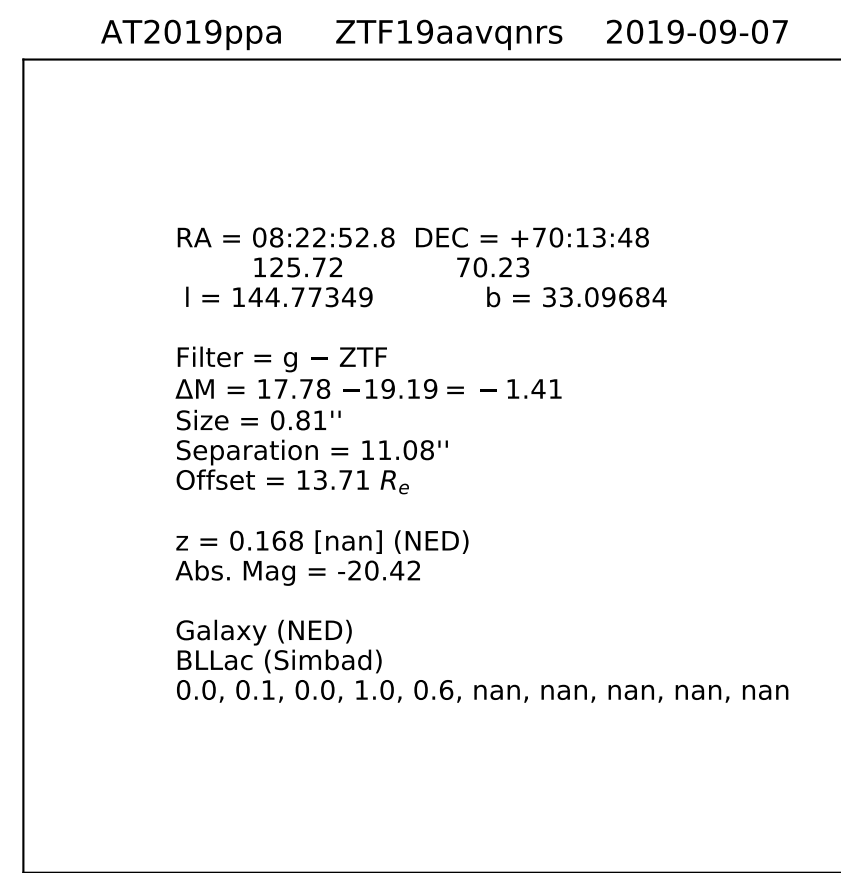 AT2019ppa ZTF19aavqnrs 2019-09-07
RA = 08:22:52.8 DEC = +70:13:48
125.72 70.23
l = 144.77349 b = 33.09684
Filter = g − ZTF
ΔM = 17.78 −19.19 = − 1.41
Size = 0.81''
Separation = 11.08''
Offset = 13.71 Rₑ
z = 0.168 [nan] (NED)
Abs. Mag = -20.42
Galaxy (NED)
BLLac (Simbad)
0.0, 0.1, 0.0, 1.0, 0.6, nan, nan, nan, nan, nan